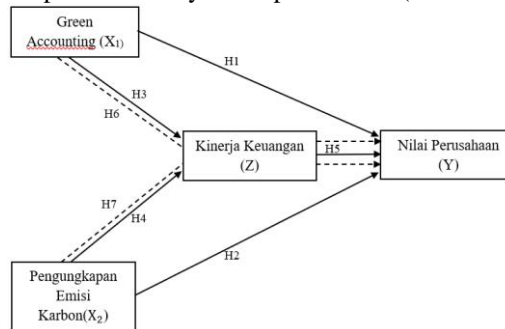 Green
Accounting (X1)
H1
H3
H6
Kinerja Keuangan
(Z)
H5
Nilai Perusahaan
(Y)
H7
H4
H2
Pengungkapan
Emisi
Karbon(X2)